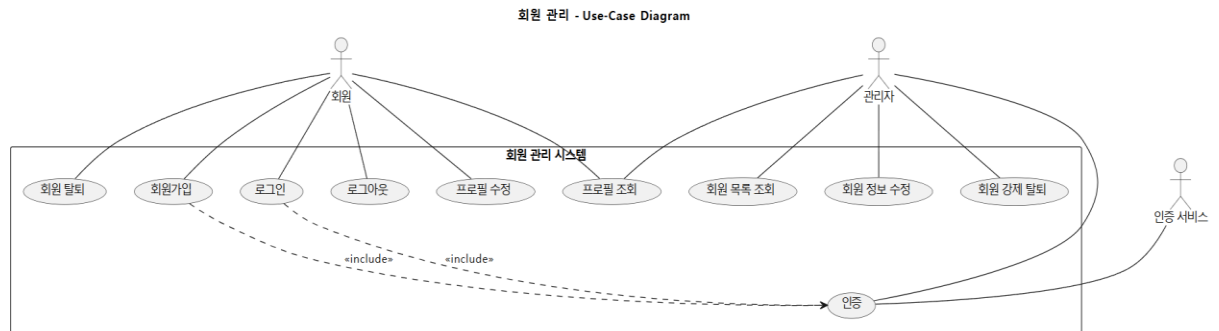 회원 관리 - Use-Case Diagram
회원
관리자
회원 관리 시스템
회원 탈퇴
회원가입
로그인
로그아웃
프로필 수정
프로필 조회
회원 목록 조회
회원 정보 수정
회원 강제 탈퇴
인증 서비스
«include»
«include»
인증